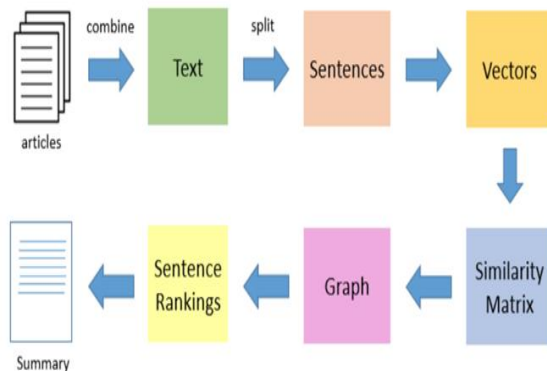 combine
split
Text
Sentences
Vectors
articles
Similarity
Matrix
Graph
Sentence
Rankings
Summary